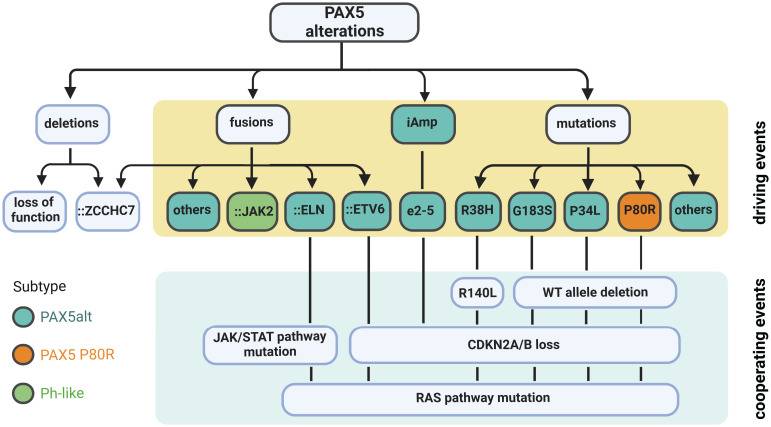 PAX5
alterations
deletions
fusions
iAmp
mutations
driving events
loss of
function
::ZCCHC7
others
::JAK2
::ELN
::ETV6
e2-5
R38H
G183S
P34L
P80R
others
Subtype
PAX5alt
PAX5 P80R
Ph-like
R140L
WT allele deletion
JAK/STAT pathway
mutation
CDKN2A/B loss
RAS pathway mutation
cooperating events